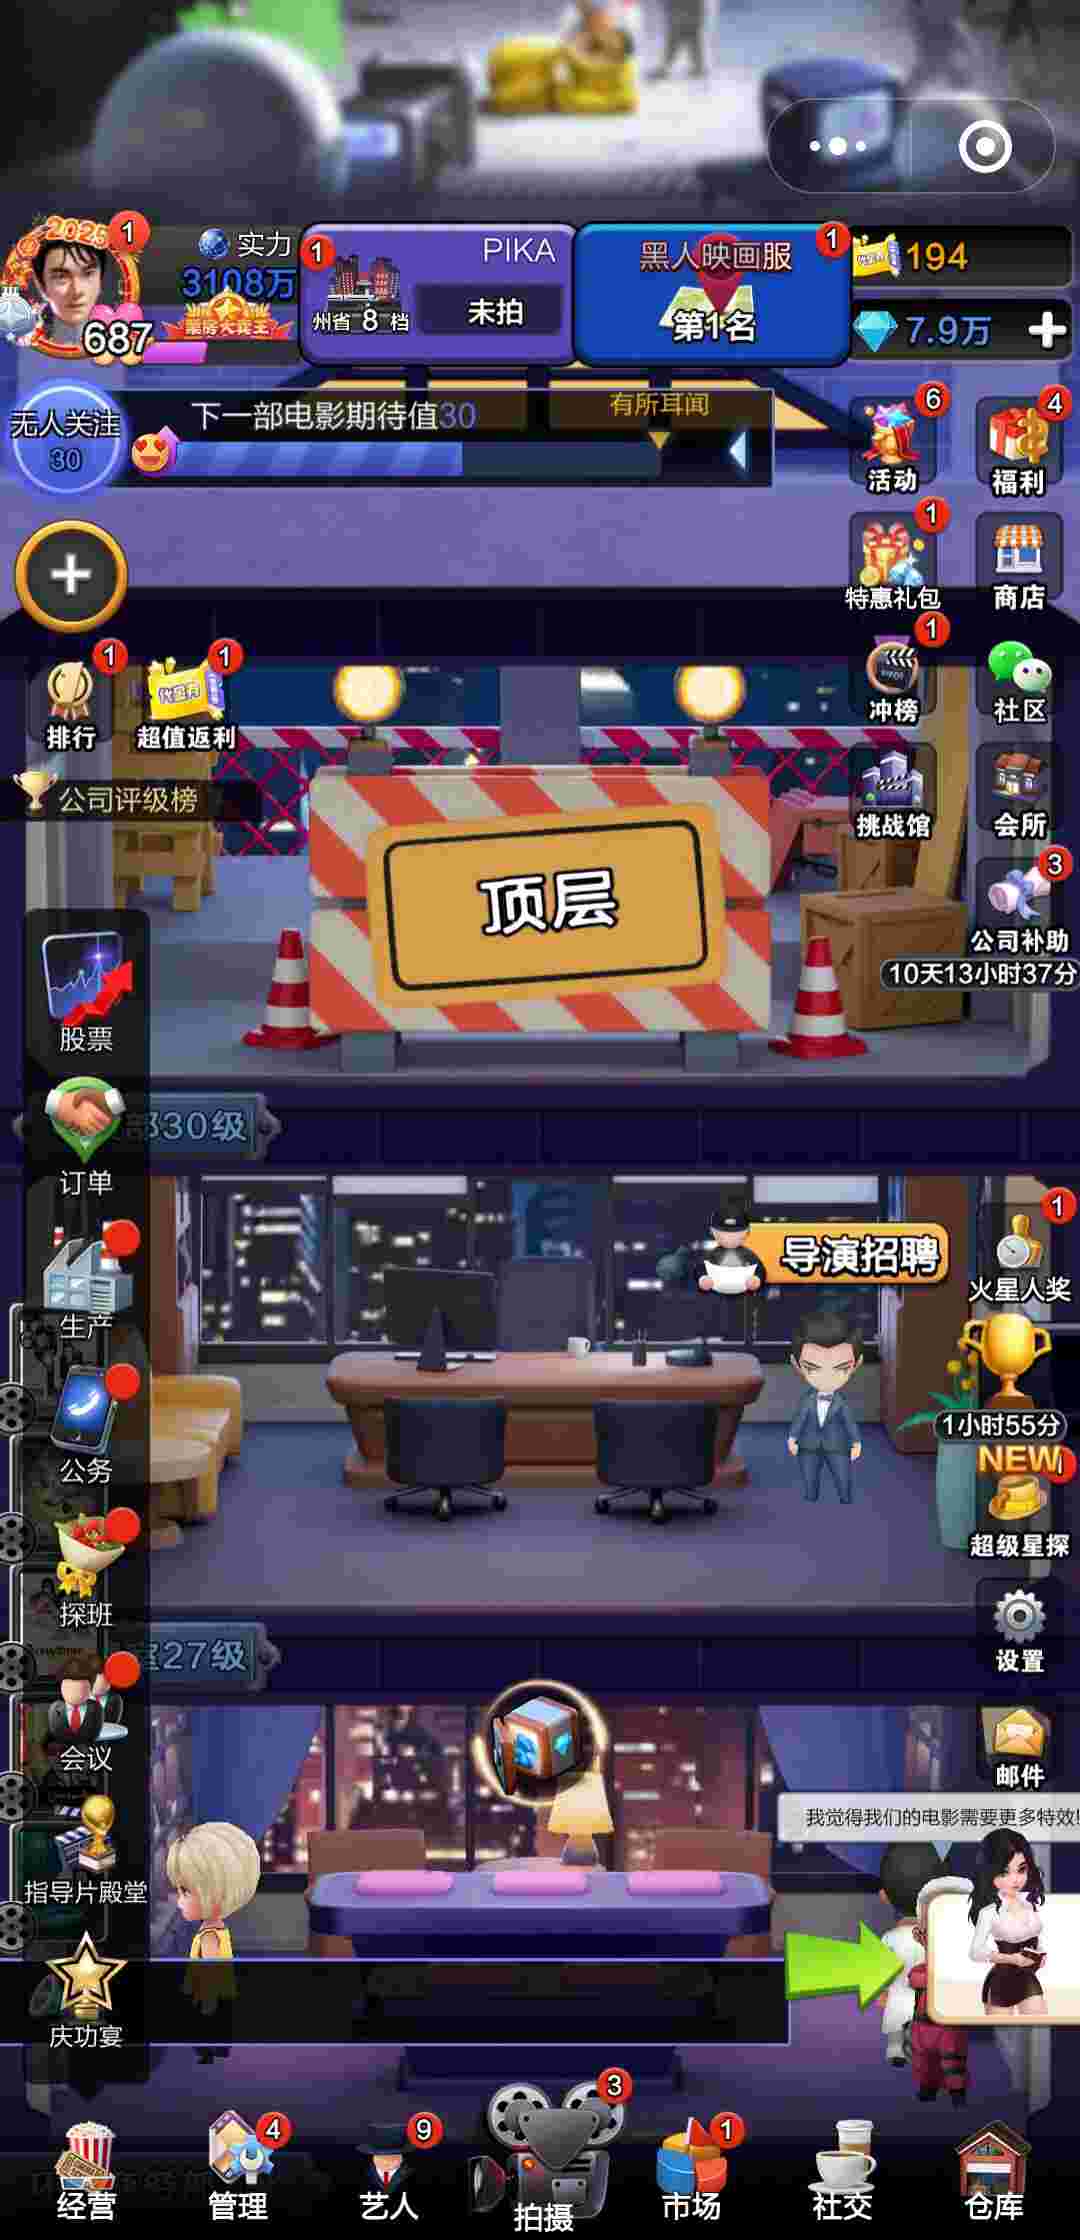 2025
1
687
实力
3108万
票房大赛王
1
PIKA
州省 8 档
未拍
黑人映画服
1
第1名
194
7.9万
无人关注
30
下一部电影期待值30
有所耳闻
6
活动
4
福利
1
特惠礼包
商店
1
排行
1
超值返利
1
冲榜
社区
公司评级榜
挑战馆
会所
3
公司补助
10天13小时37分
顶层
股票
部30级
订单
导演招聘
1
火星人奖
生产
1小时55分
NEW
公务
超级星探
探班
室27级
设置
会议
邮件
我觉得我们的电影需要更多特效!
指导片殿堂
庆功宴
经营
4
管理
9
艺人
3
拍摄
1
市场
社交
仓库